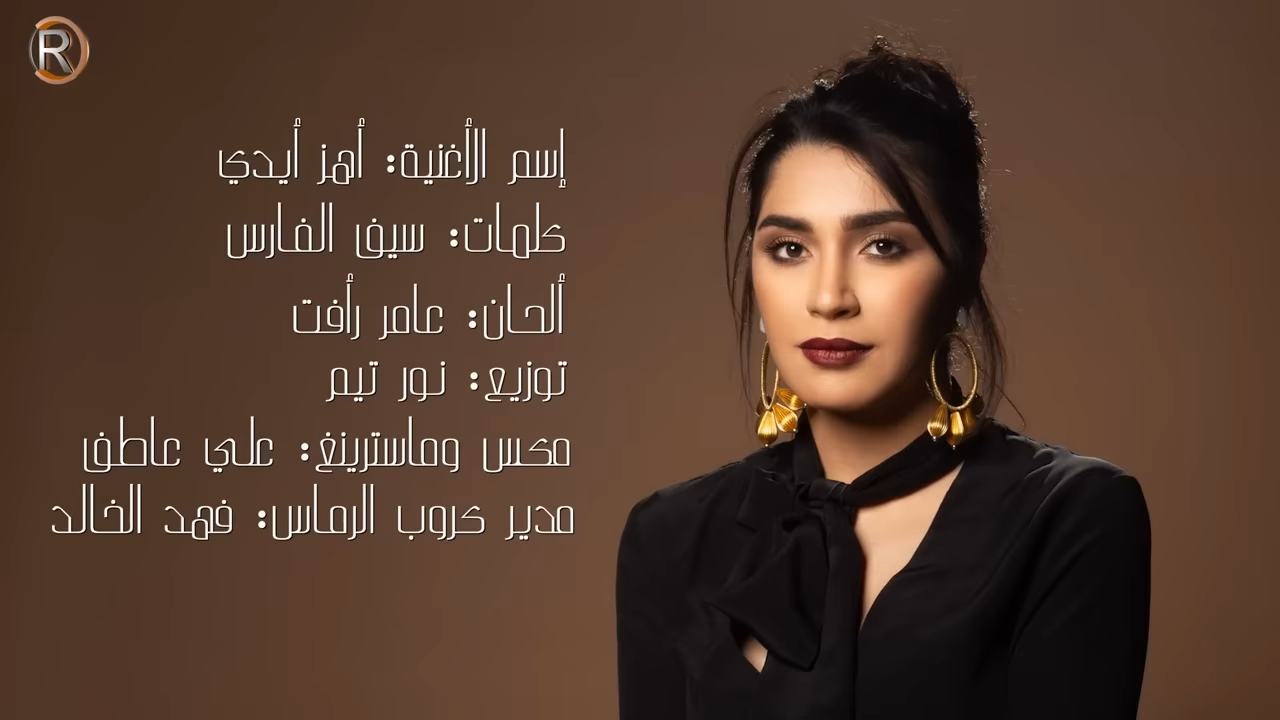 R
إسم الأغنية: أهز أيدي
كلمات: سيف الفارس
ألحان: عامر رأفت
توزيع: نور تيم
مكس وماسترينغ: علي عاطف
مدير كروب الرماس: فهد الخالد